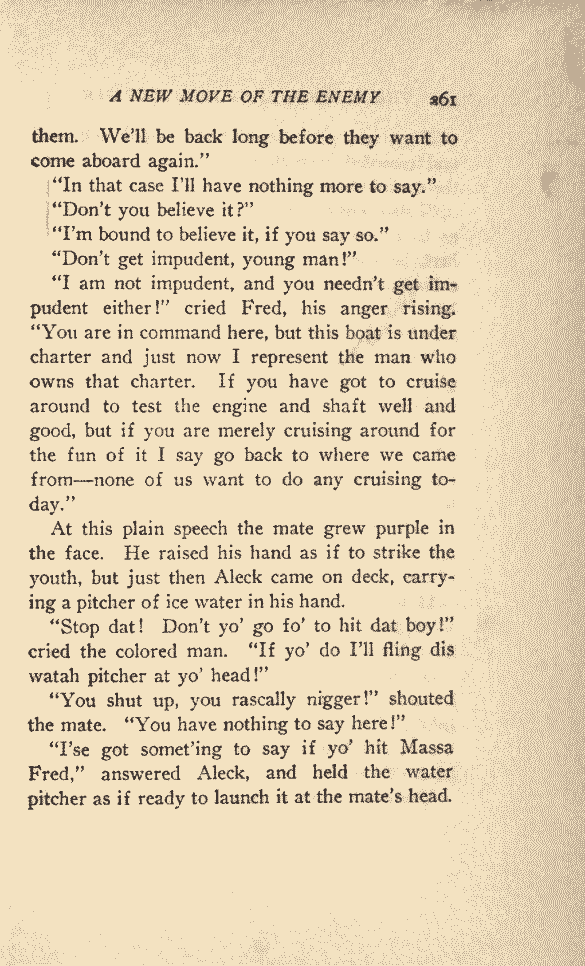 A NEW MOVE OF THE ENEMY 261
them. We'll be back long before they want to
come aboard again."
"In that case I'll have nothing more to say."
"Don't you believe it?"
"I'm bound to believe it, if you say so."
"Don't get impudent, young man!"
"I am not impudent, and you needn't get im-
pudent either!" cried Fred, his anger rising.
"You are in command here, but this boat is under
charter and just now I represent the man who
owns that charter. If you have got to cruise
around to test the engine and shaft well and
good, but if you are merely cruising around for
the fun of it I say go back to where we came
from—none of us want to do any cruising to-
day."
At this plain speech the mate grew purple in
the face. He raised his hand as if to strike the
youth, but just then Aleck came on deck, carry-
ing a pitcher of ice water in his hand.
"Stop dat! Don't yo' go fo' to hit dat boy!"
cried the colored man. "If yo' do I'll fling dis
watah pitcher at yo' head!"
"You shut up, you rascally nigger!" shouted
the mate. "You have nothing to say here!"
"I'se got somet'ing to say if yo' hit Massa
Fred," answered Aleck, and held the water
pitcher as if ready to launch it at the mate's head.